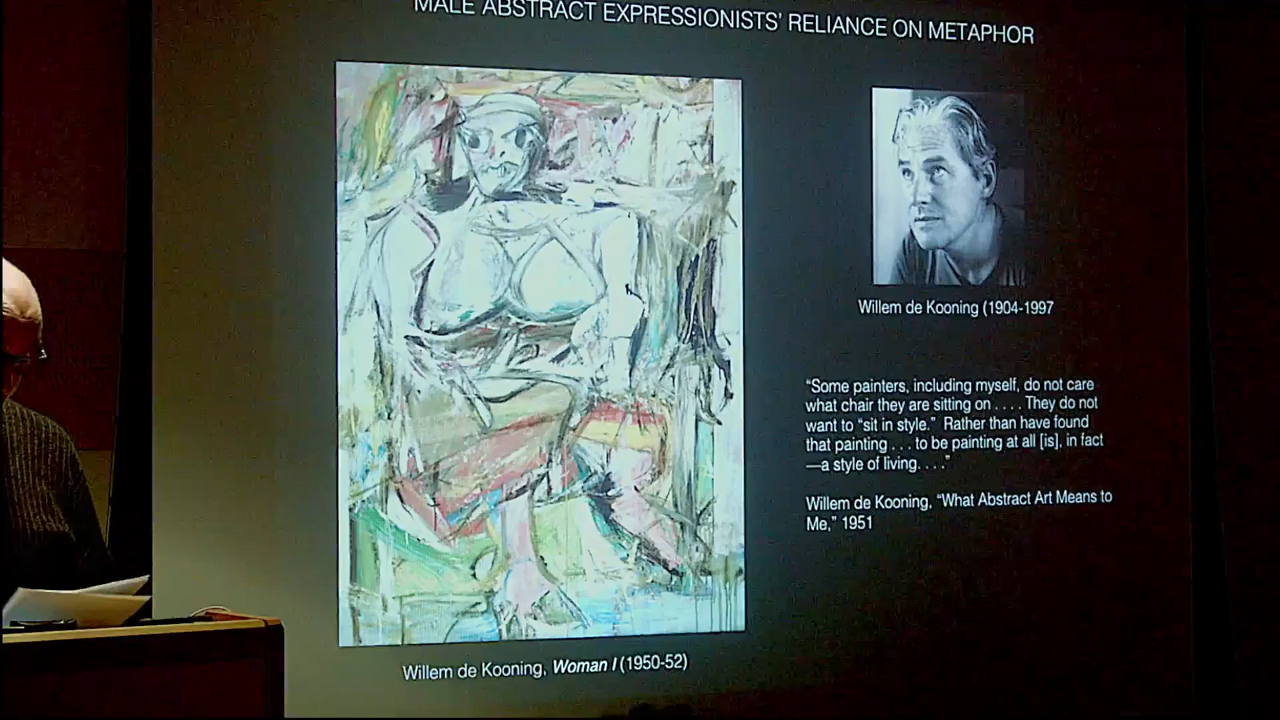 MALE ABSTRACT EXPRESSIONISTS' RELIANCE ON METAPHOR
Willem de Kooning (1904-1997
"Some painters, including myself, do not care
what chair they are sitting on . . . . They do not
want to "sit in style." Rather than have found
that painting . . . to be painting at all [is], in fact
—a style of living. . . ."
Willem de Kooning, "What Abstract Art Means to
Me," 1951
Willem de Kooning, Woman I (1950-52)